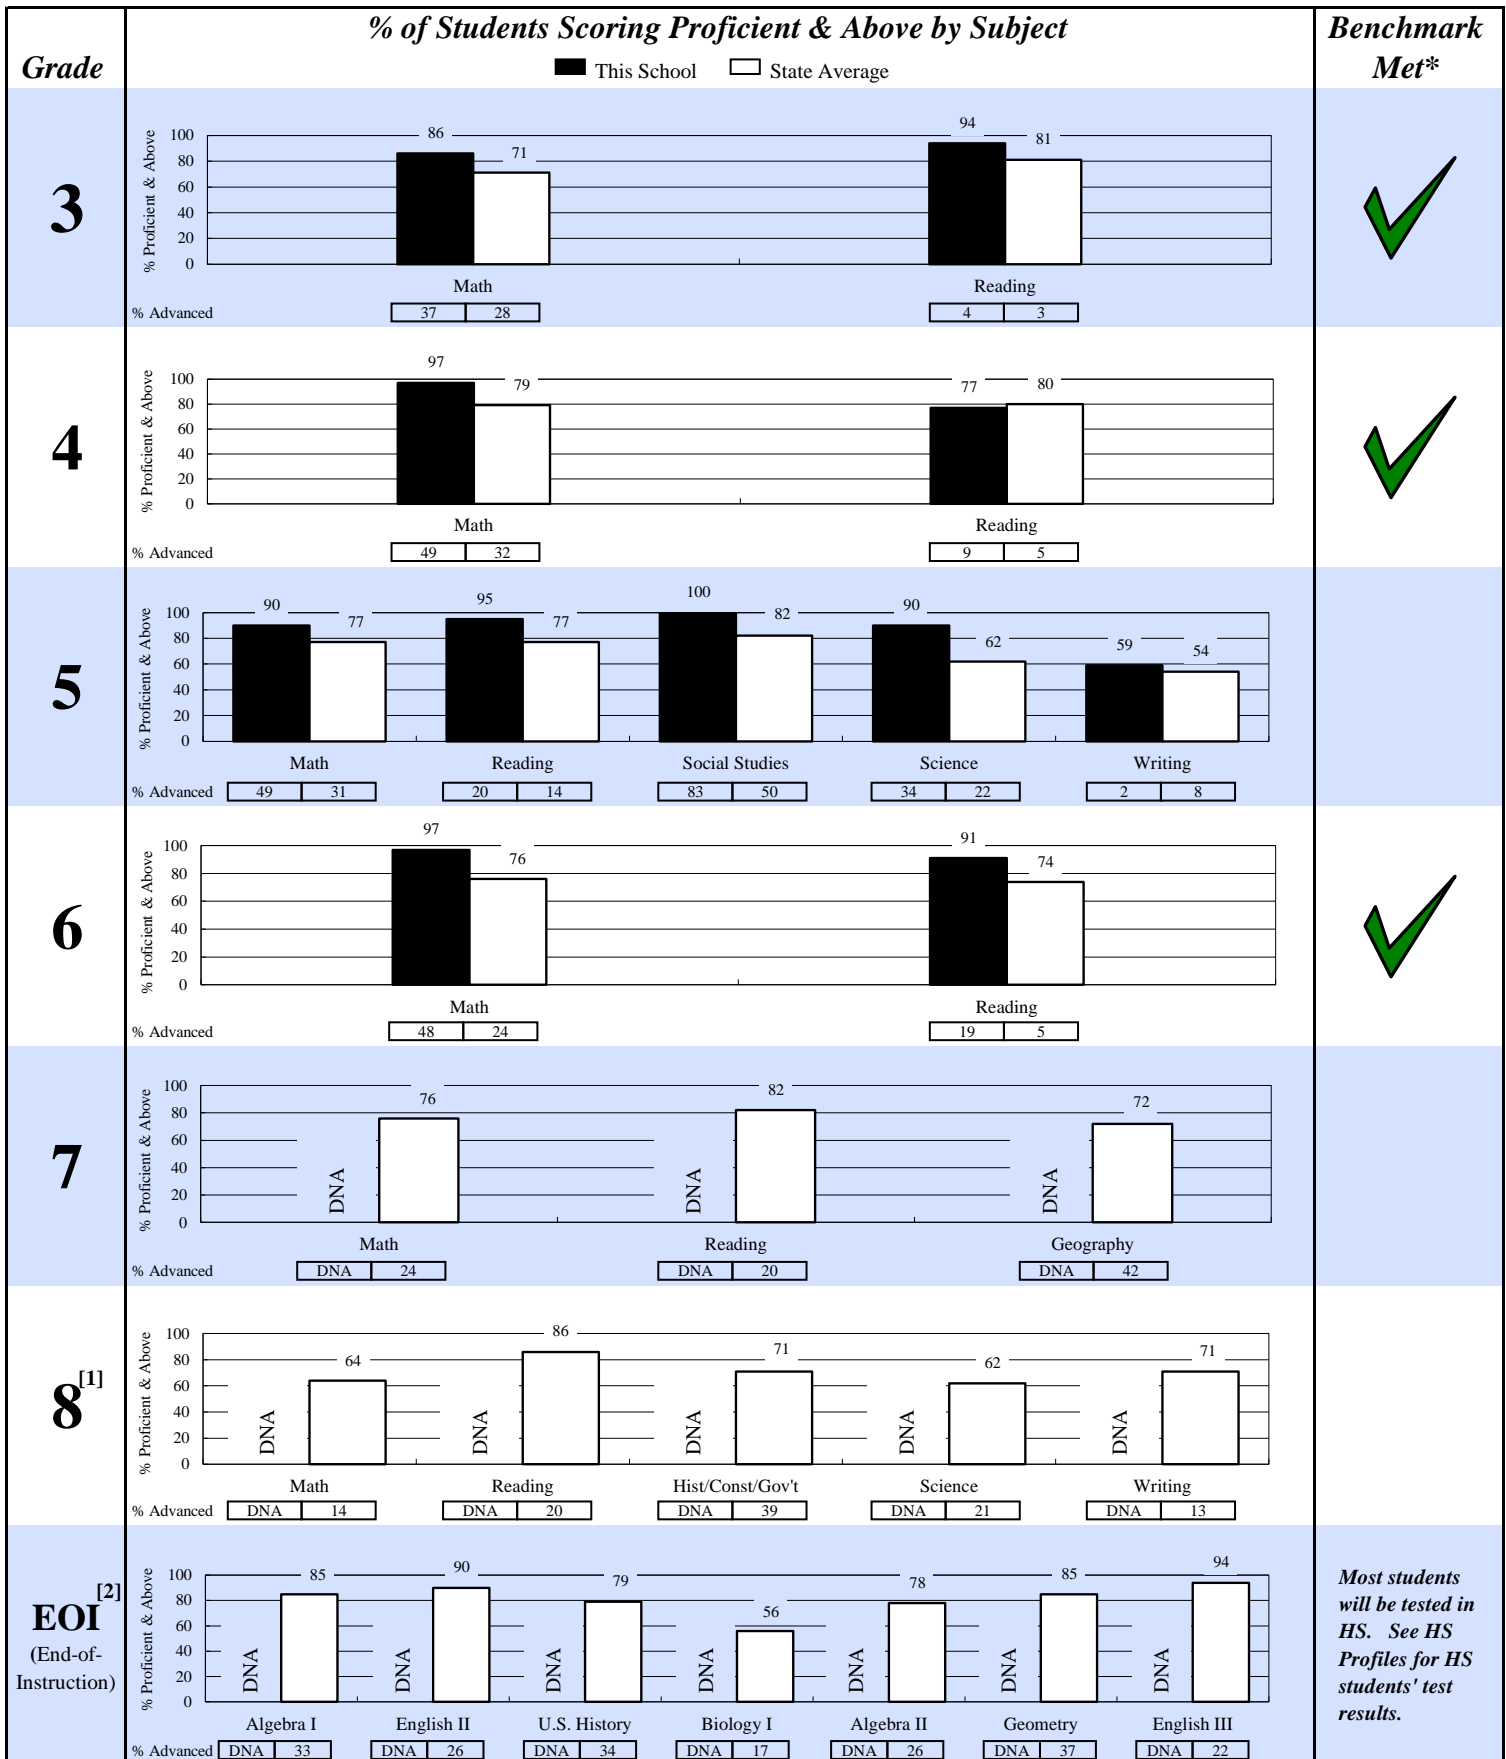 % of Students Scoring Proficient & Above by Subject
Benchmark
Met*
Grade
This School State Average
3
% Proficient & Above
100
80
60
40
20
0
86
71
94
81
Math
Reading
% Advanced
37 28
4 3
4
% Proficient & Above
100
80
60
40
20
0
97
79
77
80
Math
Reading
% Advanced
49 32
9 5
5
% Proficient & Above
100
80
60
40
20
0
90
77
95
77
100
82
90
62
59
54
Math
Reading
Social Studies
Science
Writing
% Advanced
49 31
20 14
83 50
34 22
2 8
6
% Proficient & Above
100
80
60
40
20
0
97
76
91
74
Math
Reading
% Advanced
48 24
19 5
7
% Proficient & Above
100
80
60
40
20
0
DNA
76
DNA
82
DNA
72
Math
Reading
Geography
% Advanced
DNA 24
DNA 20
DNA 42
8[1]
% Proficient & Above
100
80
60
40
20
0
DNA
64
DNA
86
DNA
71
DNA
62
DNA
71
Math
Reading
Hist/Const/Gov't
Science
Writing
% Advanced
DNA 14
DNA 20
DNA 39
DNA 21
DNA 13
EOI[2]
(End-of-
Instruction)
% Proficient & Above
100
80
60
40
20
0
DNA
85
DNA
90
DNA
79
DNA
56
DNA
78
DNA
85
DNA
94
Algebra I
English II
U.S. History
Biology I
Algebra II
Geometry
English III
% Advanced
DNA 33
DNA 26
DNA 34
DNA 17
DNA 26
DNA 37
DNA 22
Most students
will be tested in
HS. See HS
Profiles for HS
students' test
results.